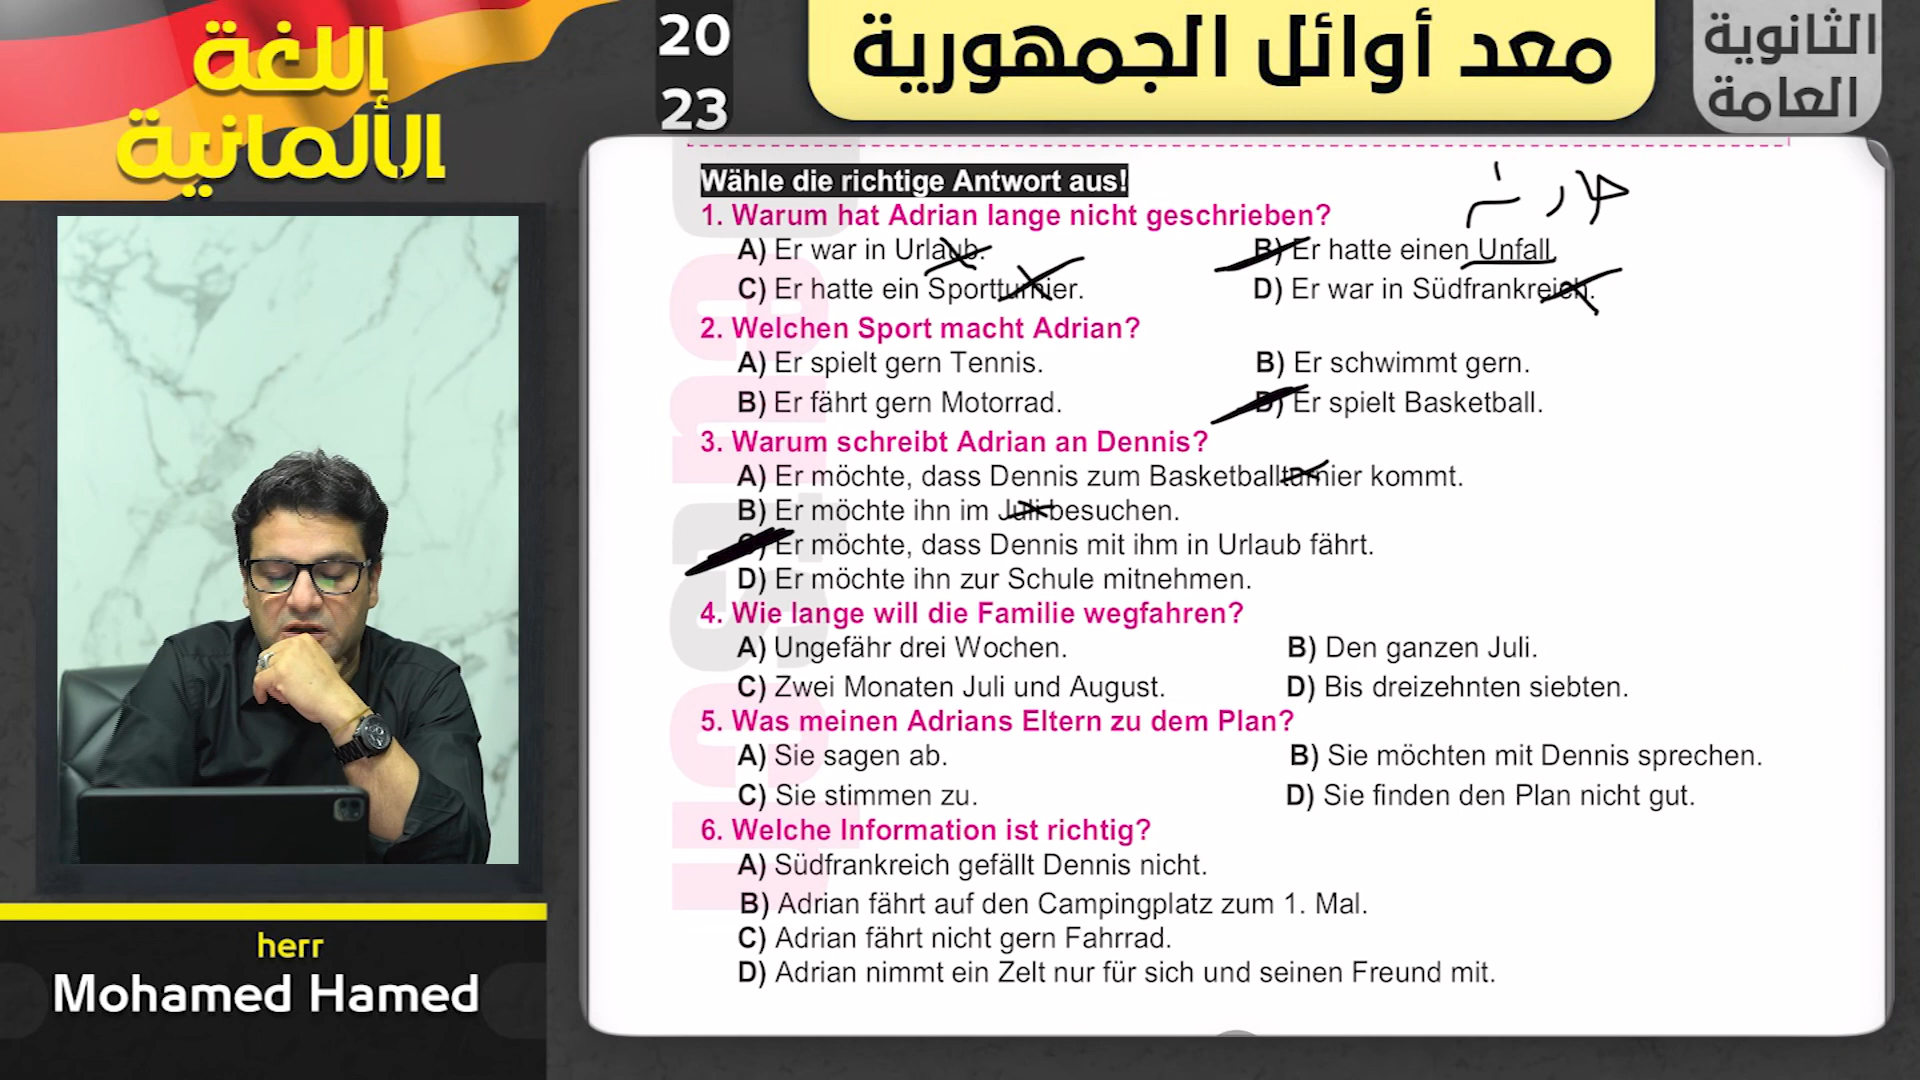 اللغة
الألمانية
20
23
معد أوائل الجمهورية
الثانوية
العامة
Wähle die richtige Antwort aus!
حادث
1. Warum hat Adrian lange nicht geschrieben?
A) Er war in Urlaub.
B) Er hatte einen Unfall.
C) Er hatte ein Sportturnier.
D) Er war in Südfrankreich.
2. Welchen Sport macht Adrian?
A) Er spielt gern Tennis.
B) Er schwimmt gern.
B) Er fährt gern Motorrad.
D) Er spielt Basketball.
3. Warum schreibt Adrian an Dennis?
A) Er möchte, dass Dennis zum Basketballturnier kommt.
B) Er möchte ihn im Juli besuchen.
C) Er möchte, dass Dennis mit ihm in Urlaub fährt.
D) Er möchte ihn zur Schule mitnehmen.
4. Wie lange will die Familie wegfahren?
A) Ungefähr drei Wochen.
B) Den ganzen Juli.
C) Zwei Monaten Juli und August.
D) Bis dreizehnten siebten.
5. Was meinen Adrians Eltern zu dem Plan?
A) Sie sagen ab.
B) Sie möchten mit Dennis sprechen.
C) Sie stimmen zu.
D) Sie finden den Plan nicht gut.
6. Welche Information ist richtig?
A) Südfrankreich gefällt Dennis nicht.
B) Adrian fährt auf den Campingplatz zum 1. Mal.
C) Adrian fährt nicht gern Fahrrad.
D) Adrian nimmt ein Zelt nur für sich und seinen Freund mit.
herr
Mohamed Hamed